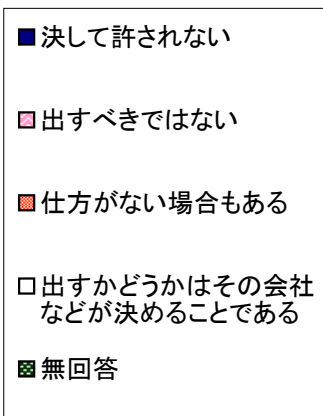 決して許されない
出すべきではない
仕方がない場合もある
出すかどうかはその会社
などが決めることである
無回答